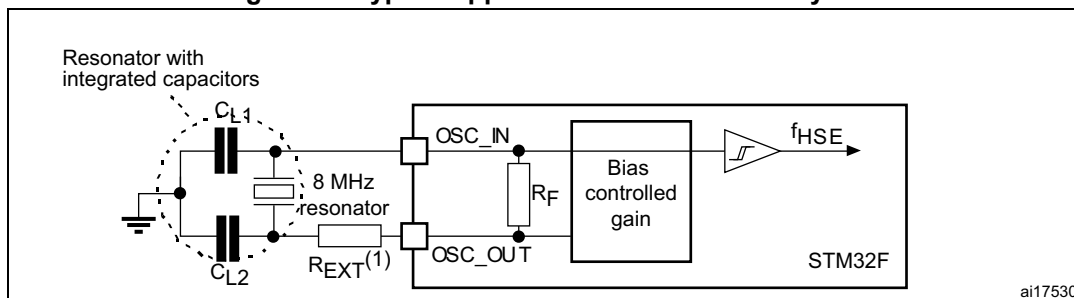 Resonator with
integrated capacitors
CL1
OSC_IN
fHSE
8 MHz
resonator
RF
Bias
controlled
gain
REXT(1)
OSC_OUT
CL2
STM32F
ai17530